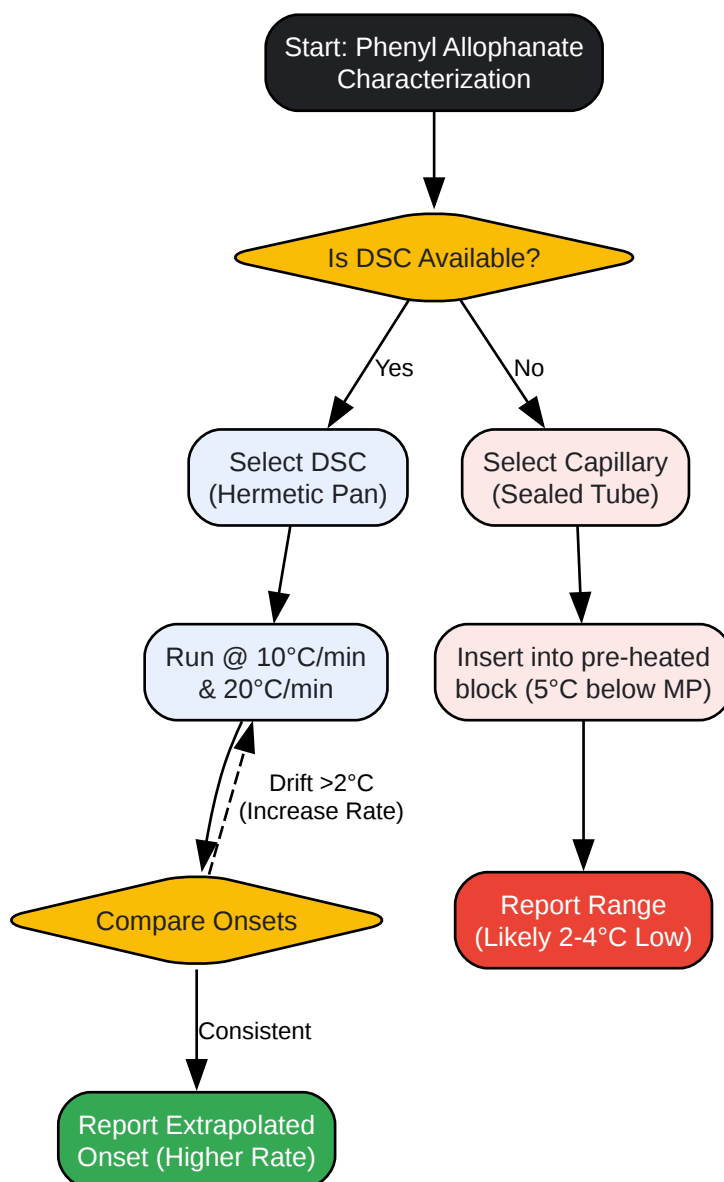 Start: Phenyl Allophanate
Characterization
Is DSC Available?
Yes
No
Select DSC
(Hermetic Pan)
Select Capillary
(Sealed Tube)
Run @ 10°C/min
& 20°C/min
Insert into pre-heated
block (5°C below MP)
Drift >2°C
(Increase Rate)
Compare Onsets
Report Range
(Likely 2-4°C Low)
Consistent
Report Extrapolated
Onset (Higher Rate)